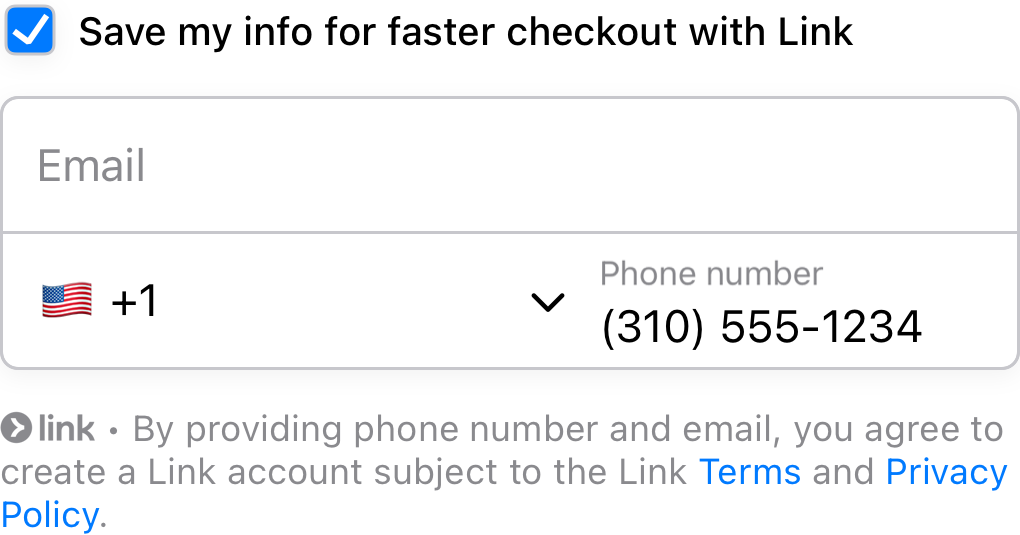 Save my info for faster checkout with Link
Email
+1
Phone number
(310) 555-1234
link • By providing phone number and email, you agree to
create a Link account subject to the Link Terms and Privacy
Policy.